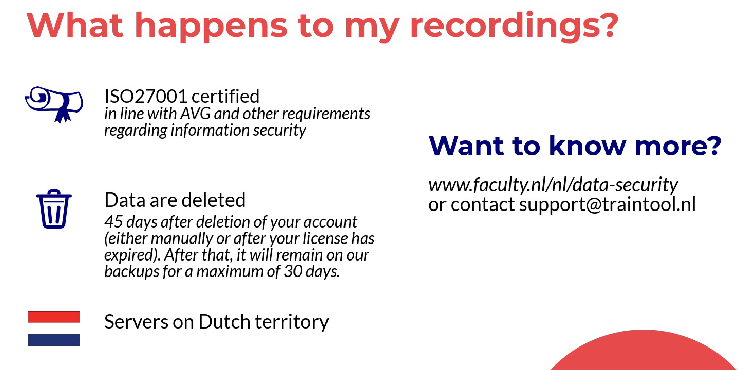 What happens to my recordings?
ISO27001 certified
in line with AVG and other requirements
regarding information security
Data are deleted
45 days after deletion of your account
(either manually or after your license has
expired). After that, it will remain on our
backups for a maximum of 30 days.
Servers on Dutch territory
Want to know more?
www.faculty.nl/nl/data-security
or contact support@traintool.nl